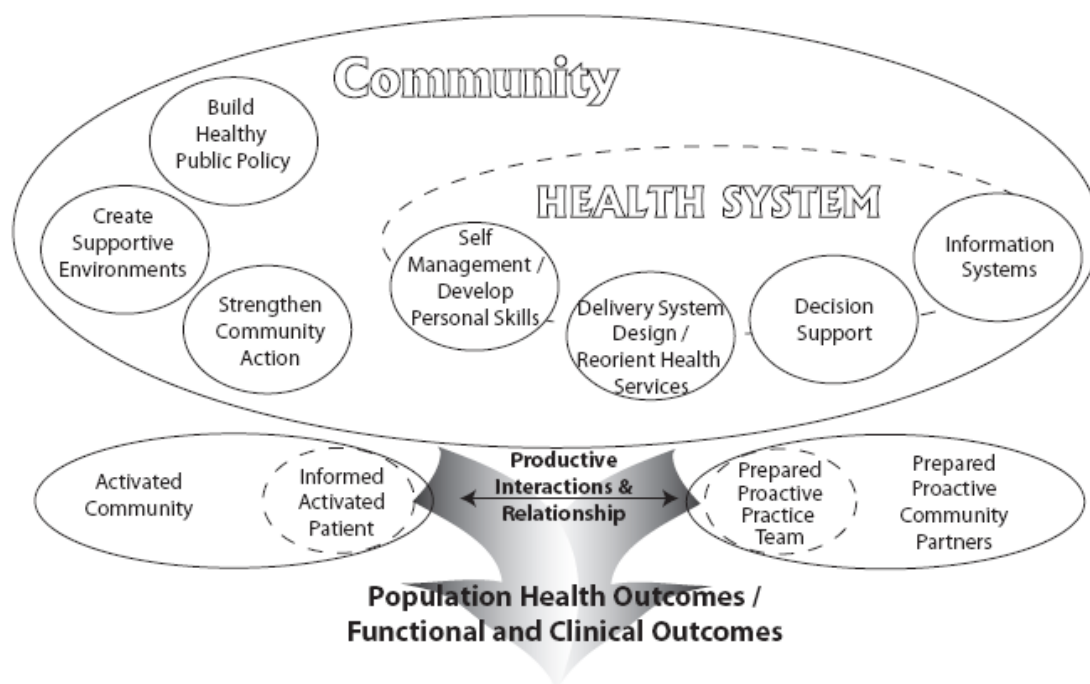 Community
Build
Healthy
Public Policy
HEALTH SYSTEM
Create
Supportive
Environments
Self
Management /
Develop
Personal Skills
Information
Systems
Strengthen
Community
Action
Delivery System
Design /
Reorient Health
Services
Decision
Support
Activated
Community
Informed
Activated
Patient
Productive
Interactions &
Relationship
Prepared
Proactive
Practice
Team
Prepared
Proactive
Community
Partners
Population Health Outcomes /
Functional and Clinical Outcomes